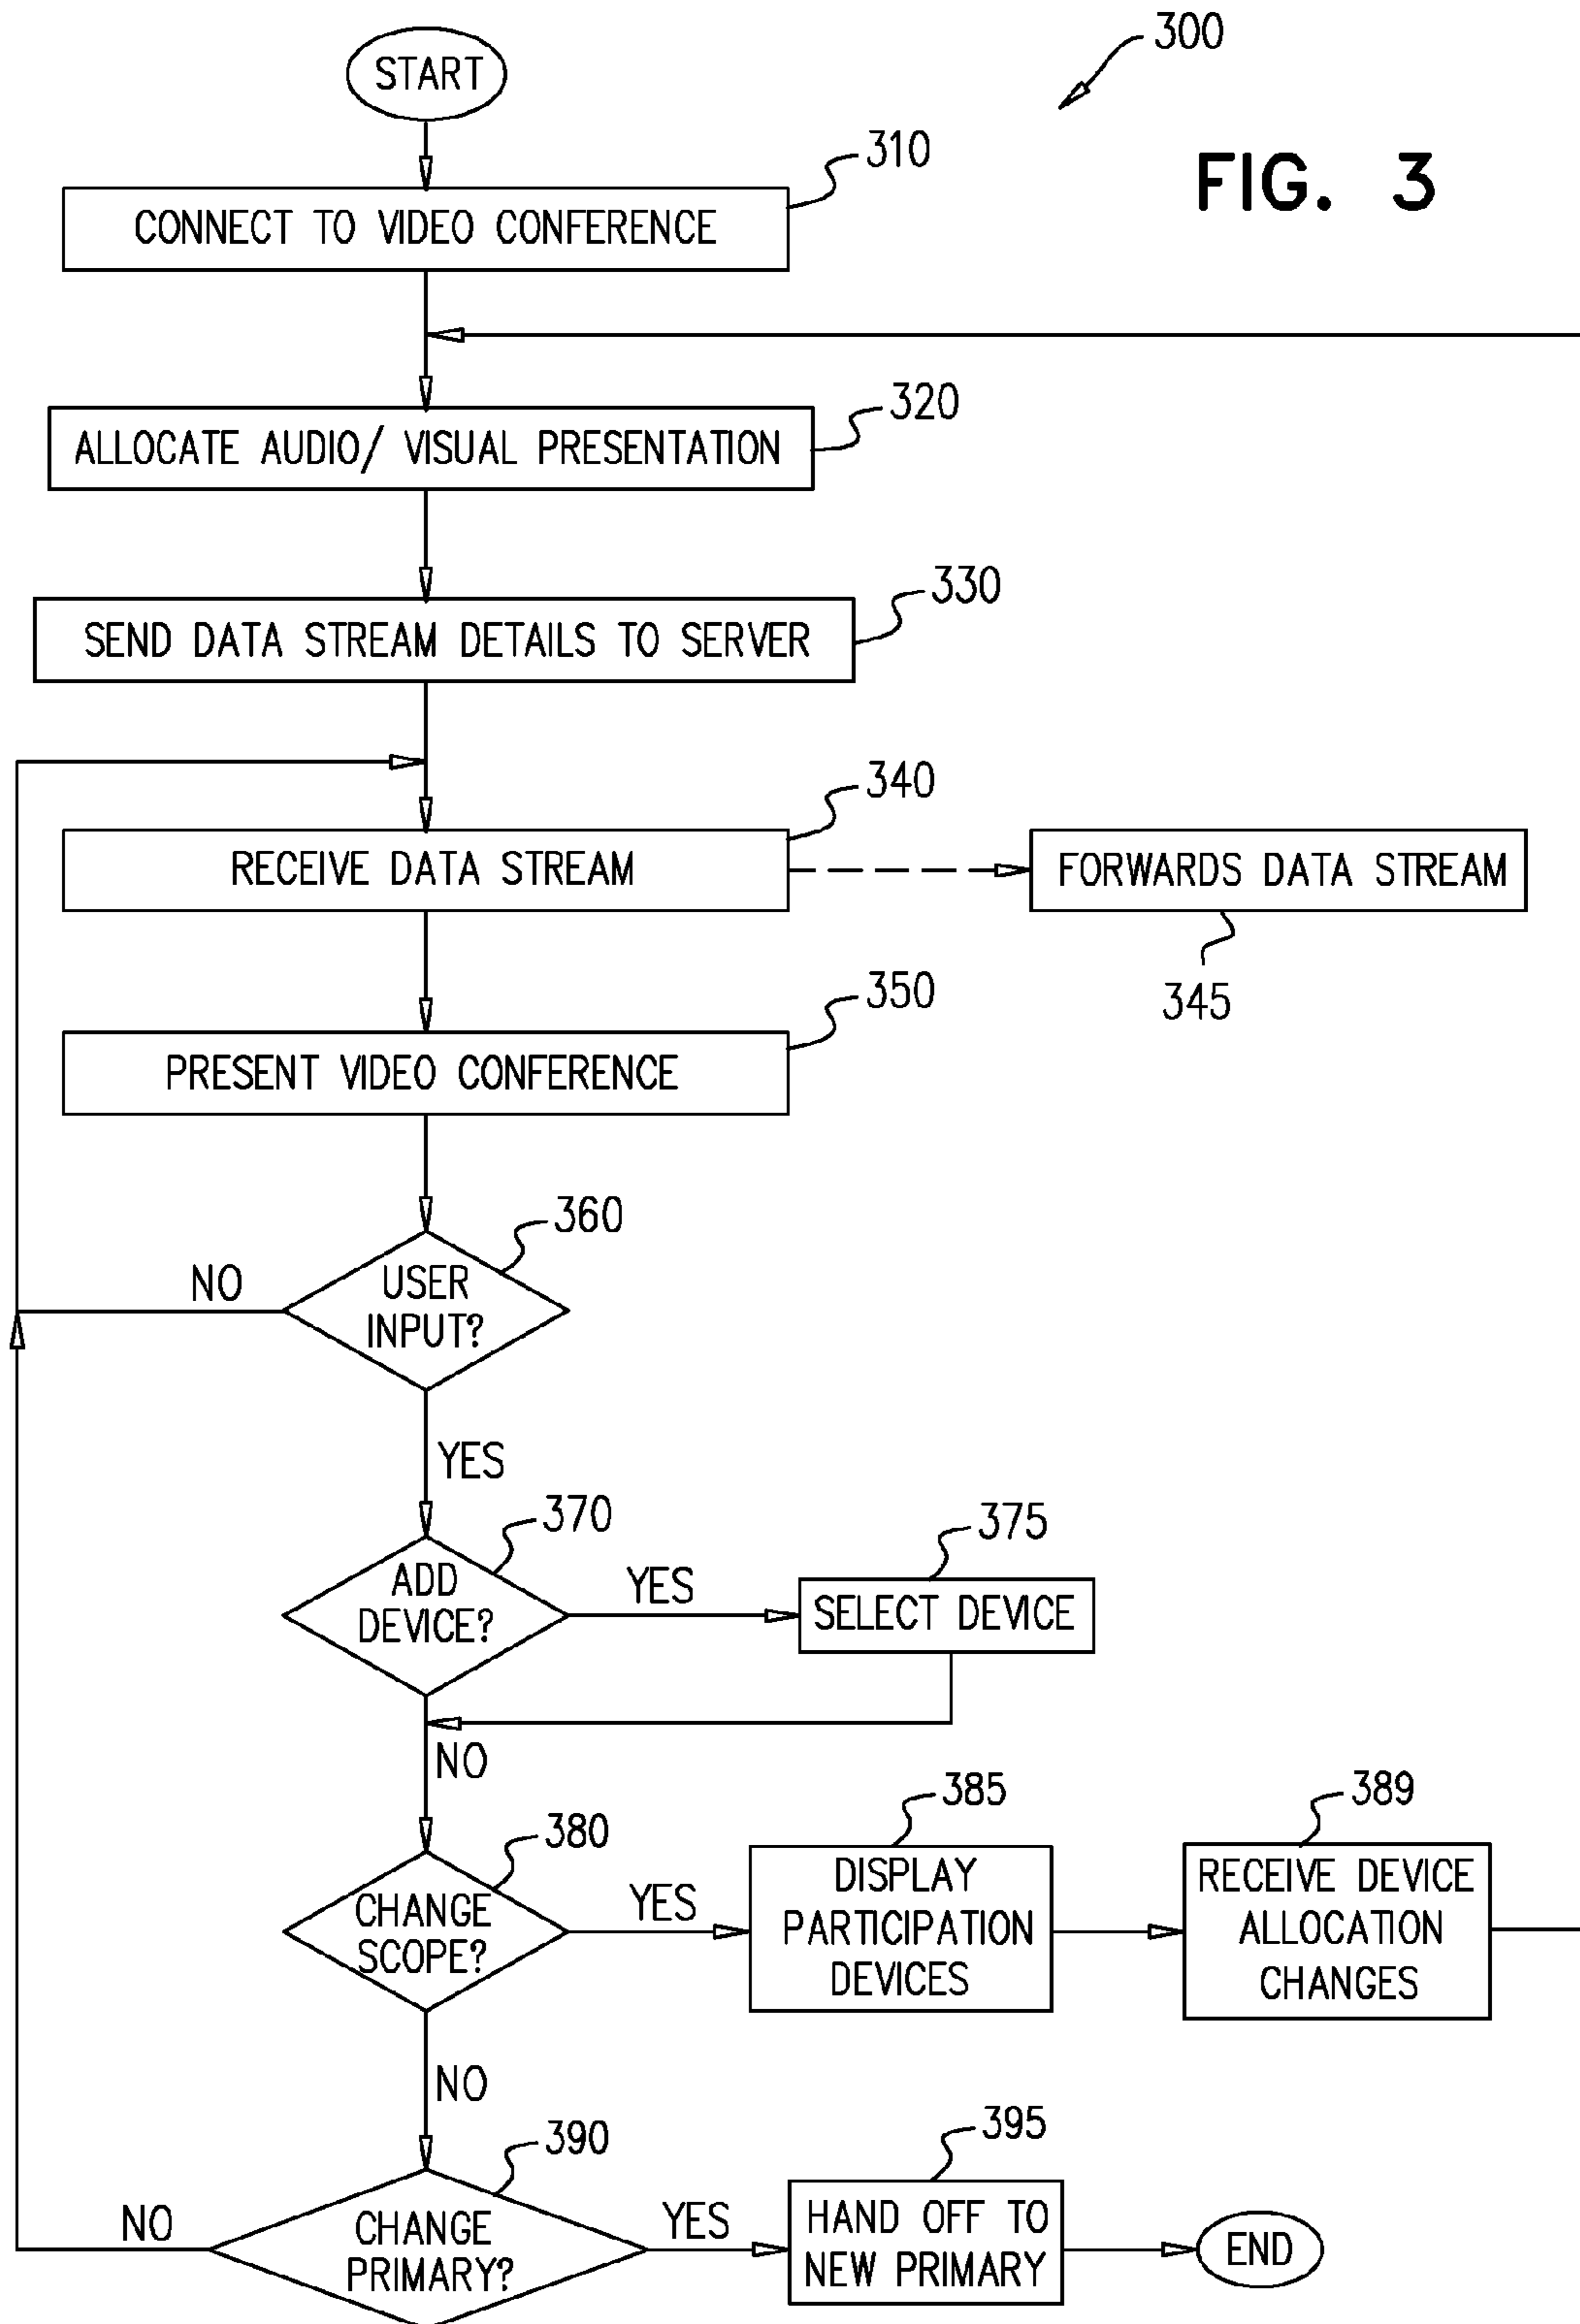 START
300
FIG. 3
310
CONNECT TO VIDEO CONFERENCE
320
ALLOCATE AUDIO/ VISUAL PRESENTATION
330
SEND DATA STREAM DETAILS TO SERVER
340
RECEIVE DATA STREAM
FORWARDS DATA STREAM
345
350
PRESENT VIDEO CONFERENCE
360
USER
INPUT?
NO
YES
370
ADD
DEVICE?
YES
375
SELECT DEVICE
NO
380
CHANGE
SCOPE?
YES
385
DISPLAY
PARTICIPATION
DEVICES
389
RECEIVE DEVICE
ALLOCATION
CHANGES
NO
390
CHANGE
PRIMARY?
NO
YES
395
HAND OFF TO
NEW PRIMARY
END